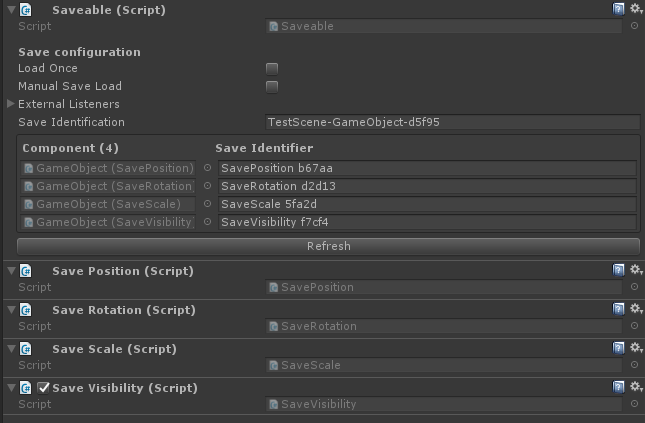 Saveable (Script)
Script Saveable
Save configuration
Load Once
Manual Save Load
External Listeners
Save Identification TestScene-GameObject-d5f95
Component (4) Save Identifier
GameObject (SavePosition) SavePosition b67aa
GameObject (SaveRotation SaveRotation d2d13
GameObject (SaveScale) SaveScale 5fa2d
GameObject (SaveVisibility SaveVisibility f7cf4
Refresh
Save Position (Script)
Script SavePosition
Save Rotation (Script)
Script SaveRotation
Save Scale (Script)
Script SaveScale
Save Visibility (Script)
Script SaveVisibility